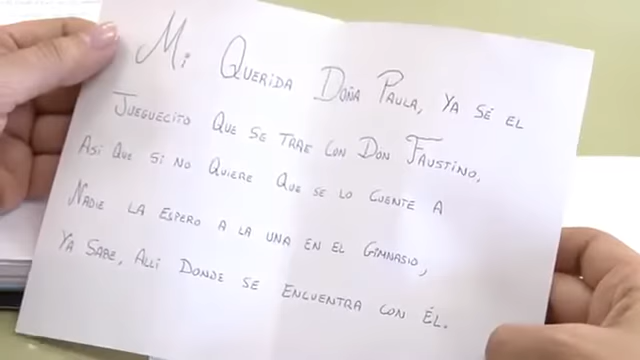 Mi Querida Doña Paula, ya sé el
Jueguecito que se trae con Don Faustino.
Así que si no quiere que se lo cuente a
Nadie la espero a la una en el Gimnasio,
Ya sabe, allí donde se encuentra con él.